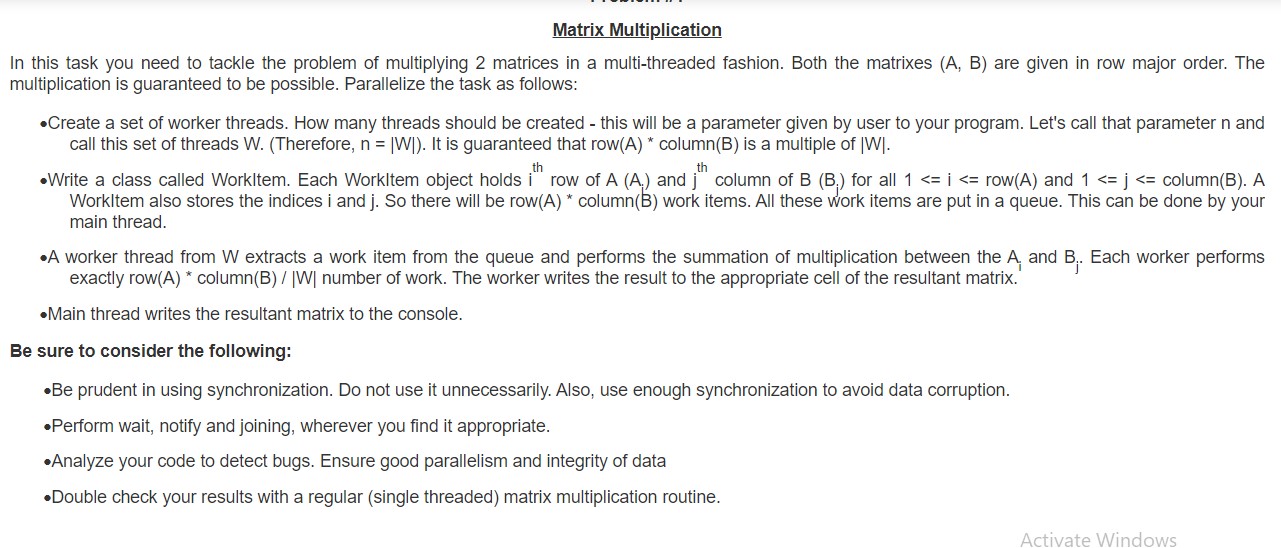 Matrix Multiplication
In this task you need to tackle the problem of multiplying 2 matrices in a multi-threaded fashion. Both the matrixes (A, B) are given in row major order. The
multiplication is guaranteed to be possible. Parallelize the task as follows:
•Create a set of worker threads. How many threads should be created - this will be a parameter given by user to your program. Let's call that parameter n and
call this set of threads W. (Therefore, n = |W|). It is guaranteed that row(A) * column(B) is a multiple of |W|.
•Write a class called WorkItem. Each WorkItem object holds i th row of A (Ai) and j th column of B (Bj) for all 1 <= i <= row(A) and 1 <= j <= column(B). A
WorkItem also stores the indices i and j. So there will be row(A) * column(B) work items. All these work items are put in a queue. This can be done by your
main thread.
•A worker thread from W extracts a work item from the queue and performs the summation of multiplication between the Ai and Bj. Each worker performs
exactly row(A) * column(B) / |W| number of work. The worker writes the result to the appropriate cell of the resultant matrix.
•Main thread writes the resultant matrix to the console.
Be sure to consider the following:
•Be prudent in using synchronization. Do not use it unnecessarily. Also, use enough synchronization to avoid data corruption.
•Perform wait, notify and joining, wherever you find it appropriate.
•Analyze your code to detect bugs. Ensure good parallelism and integrity of data
•Double check your results with a regular (single threaded) matrix multiplication routine.
Activate Windows